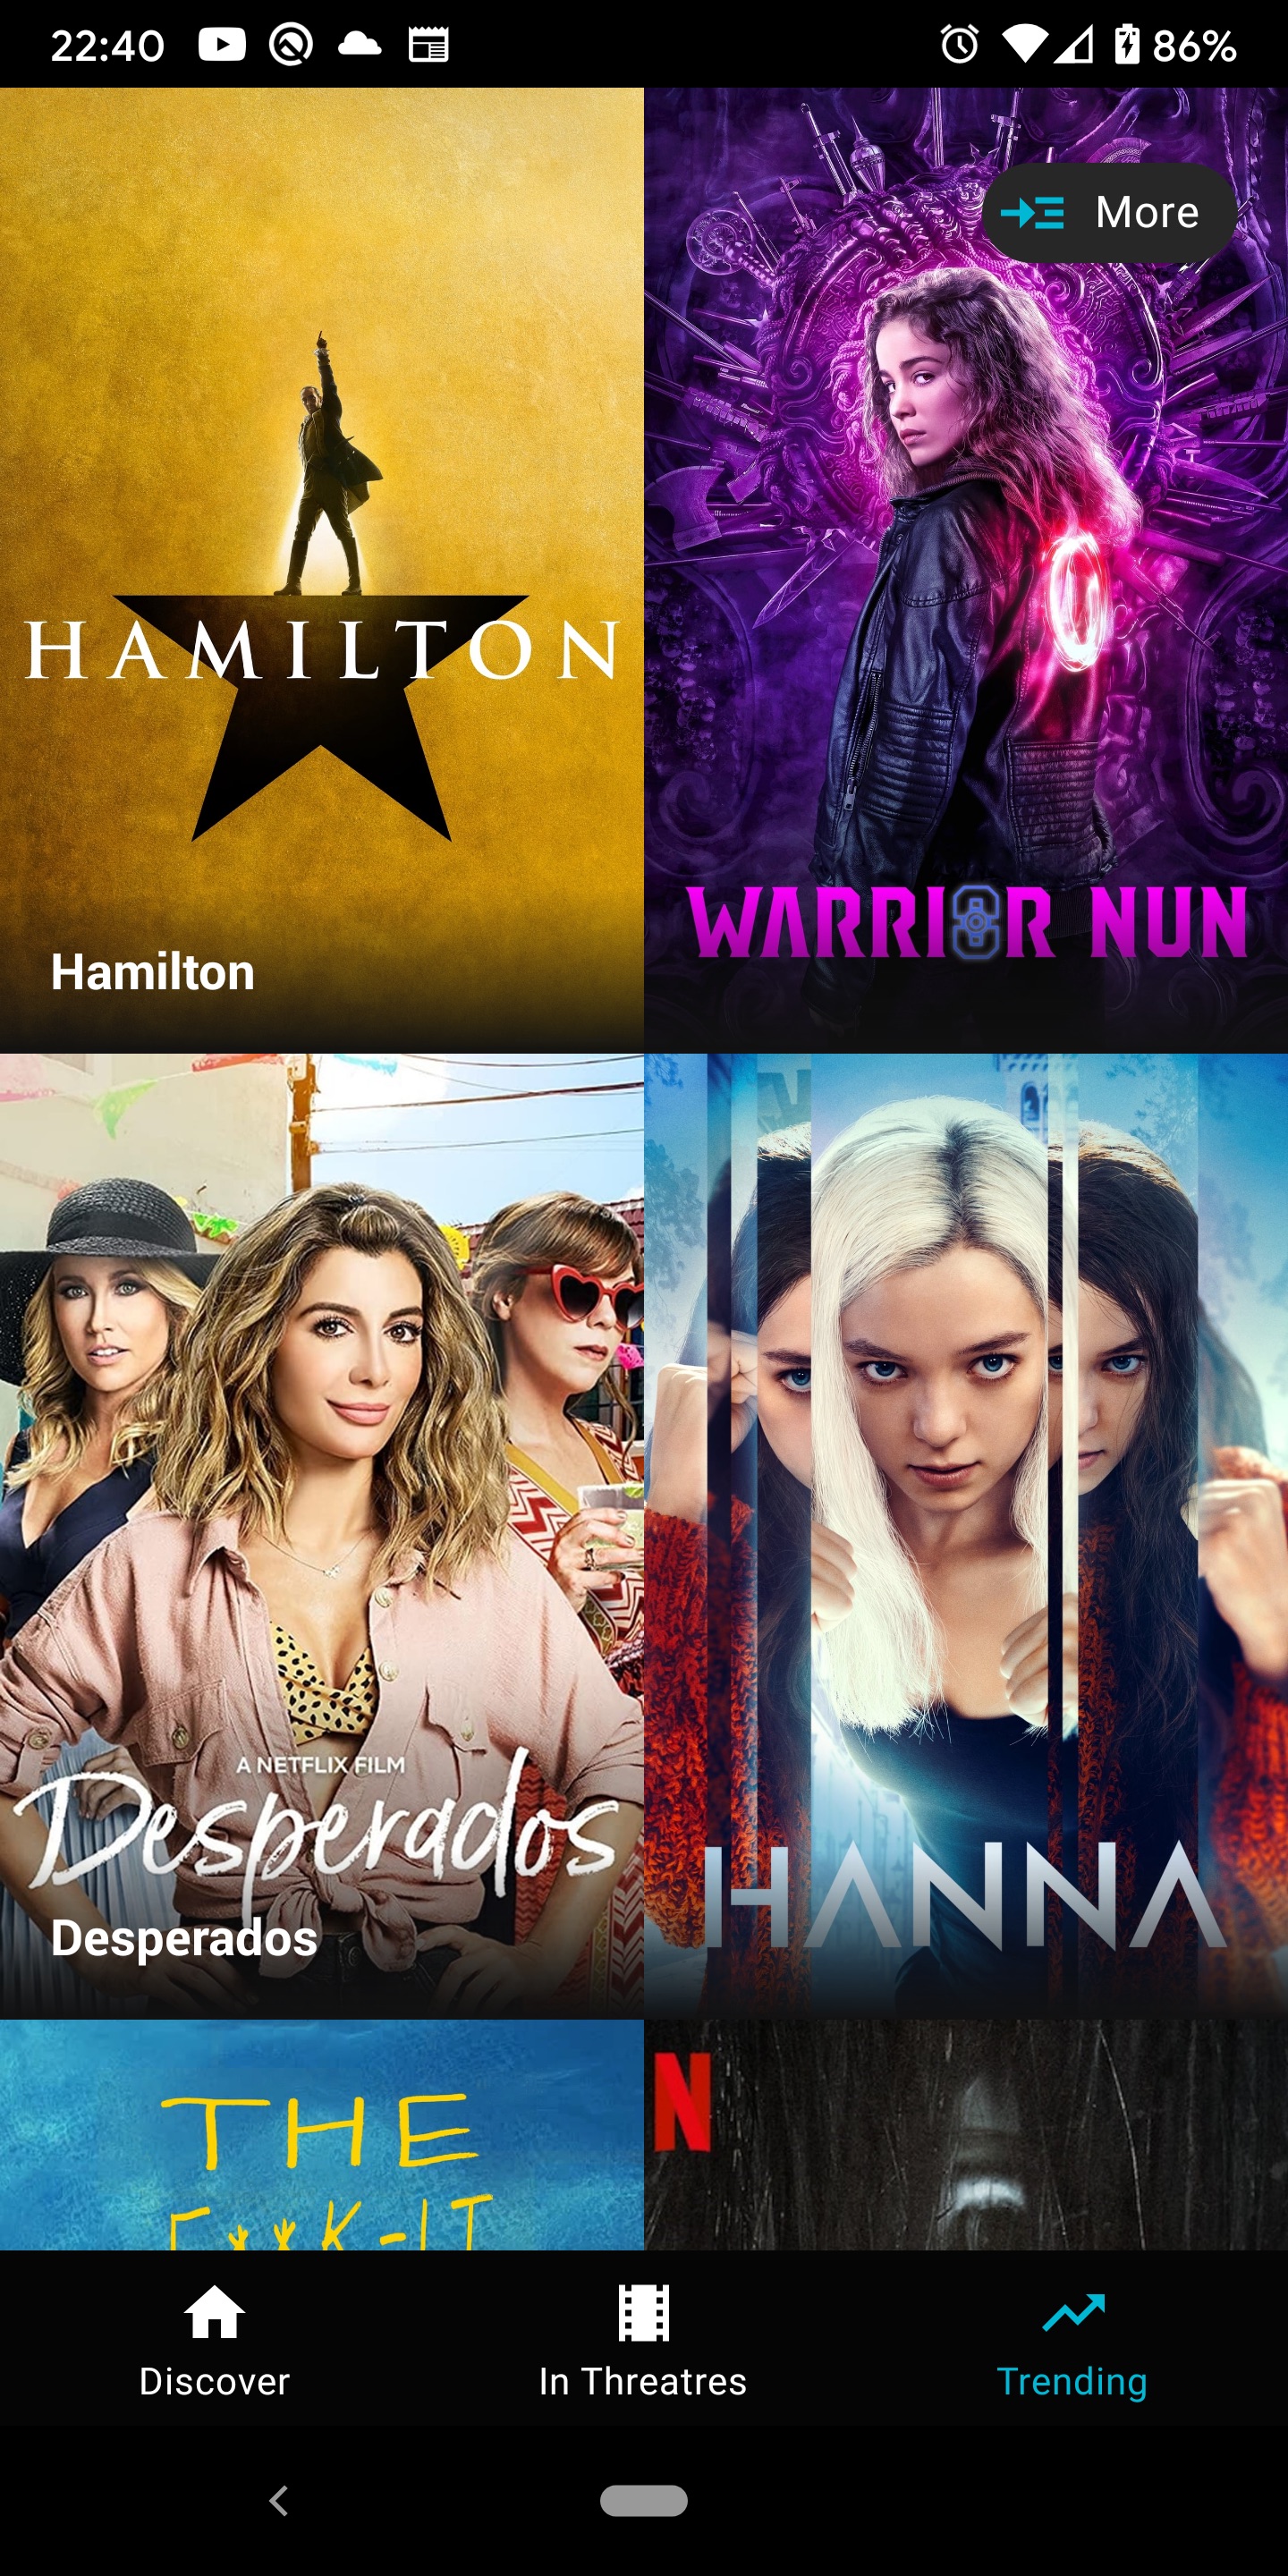 22:40
86%
More
HAMILTON
Hamilton
WARRIOR NUN
A NETFLIX FILM
Desperados
Desperados
HANNA
THE
F**K-IT
N
Discover
In Threatres
Trending